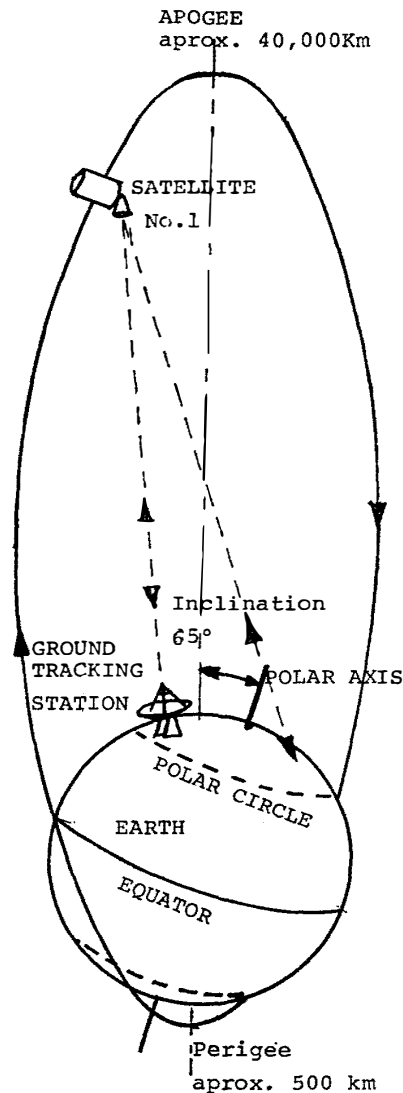 APOGEE
aprox. 40,000Km
SATELLITE
No.1
Inclination
65°
GROUND
TRACKING
STATION
POLAR AXIS
POLAR CIRCLE
EARTH
EQUATOR
Perigee
aprox. 500 km